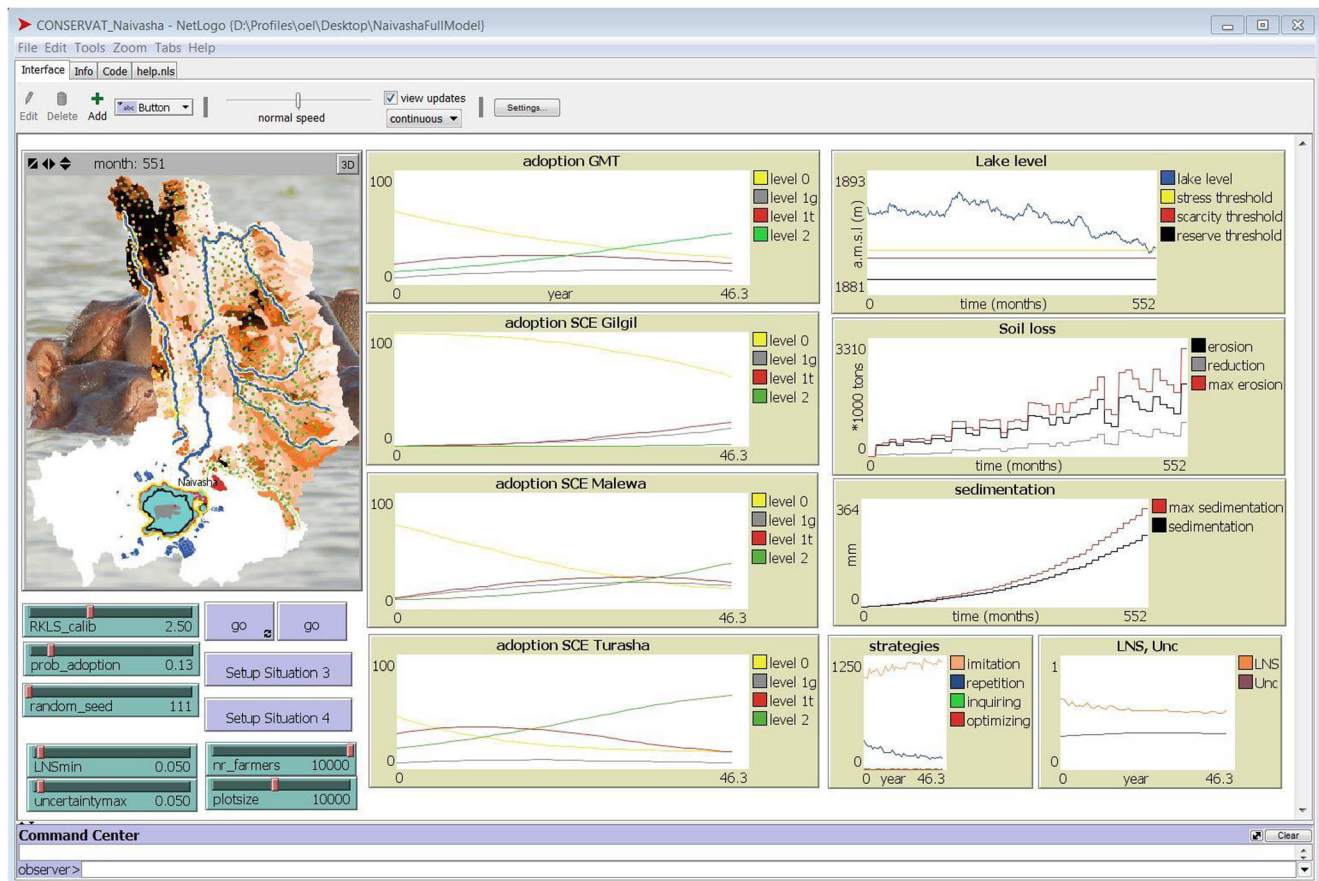 CONSERVAT_Naivasha - NetLogo {D:\Profiles\oel\Desktop\NaivashaFullModel}
File Edit Tools Zoom Tabs Help
Interface Info Code help.nls
Edit Delete Add
abc Button
normal speed
view updates
continuous
Settings...
month: 551
3D
Naivasha
RKLS_calib 2.50
prob_adoption 0.13
random_seed 111
LNSmin 0.050
uncertaintymax 0.050
go
go
Setup Situation 3
Setup Situation 4
nr_farmers 10000
plotsize 10000
adoption GMT
100
0
0 year 46.3
level 0
level 1g
level 1t
level 2
adoption SCE Gilgil
100
0
0 46.3
level 0
level 1g
level 1t
level 2
adoption SCE Malewa
100
0
0 46.3
level 0
level 1g
level 1t
level 2
adoption SCE Turasha
100
0
0 46.3
level 0
level 1g
level 1t
level 2
Lake level
1893
a.m.s.l (m)
1881
0 time (months) 552
lake level
stress threshold
scarcity threshold
reserve threshold
Soil loss
3310
*1000 tons
0
0 time (months) 552
erosion
reduction
max erosion
sedimentation
364
mm
0
0 time (months) 552
max sedimentation
sedimentation
strategies
1250
0
0 year 46.3
imitation
repetition
inquiring
optimizing
LNS, Unc
1
0
0 year 46.3
LNS
Unc
Command Center
Clear
observer>